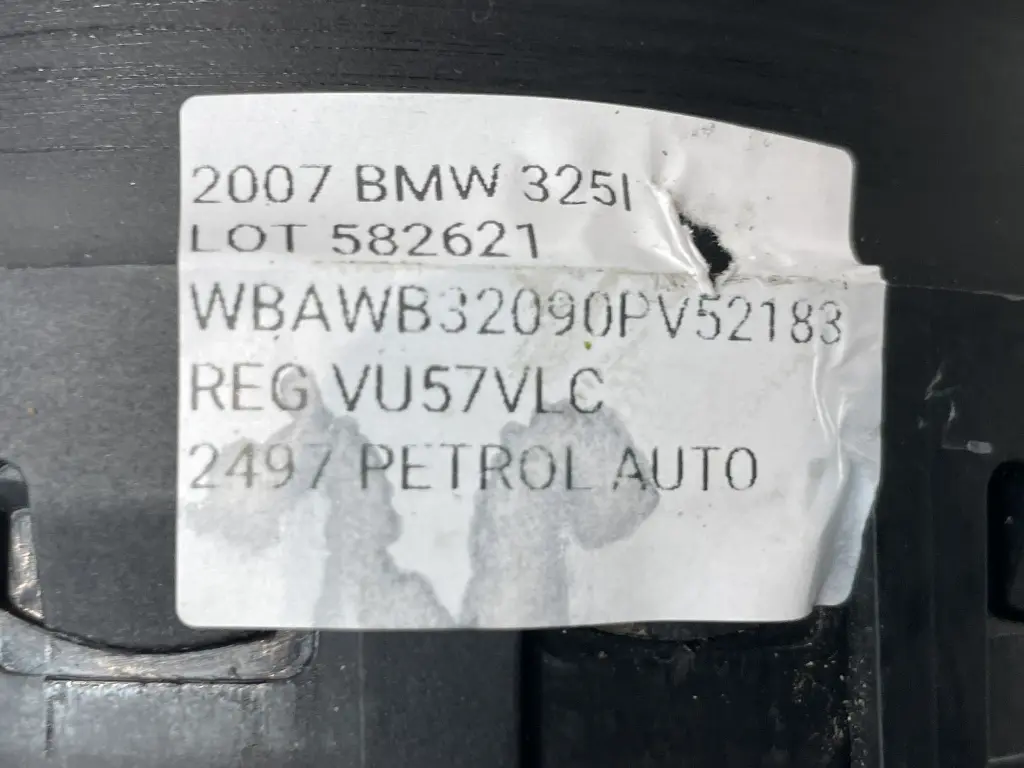 2007 BMW 325I
LOT 582621
WBAWB32090PV52183
REG VU57VLC
2497 PETROL AUTO